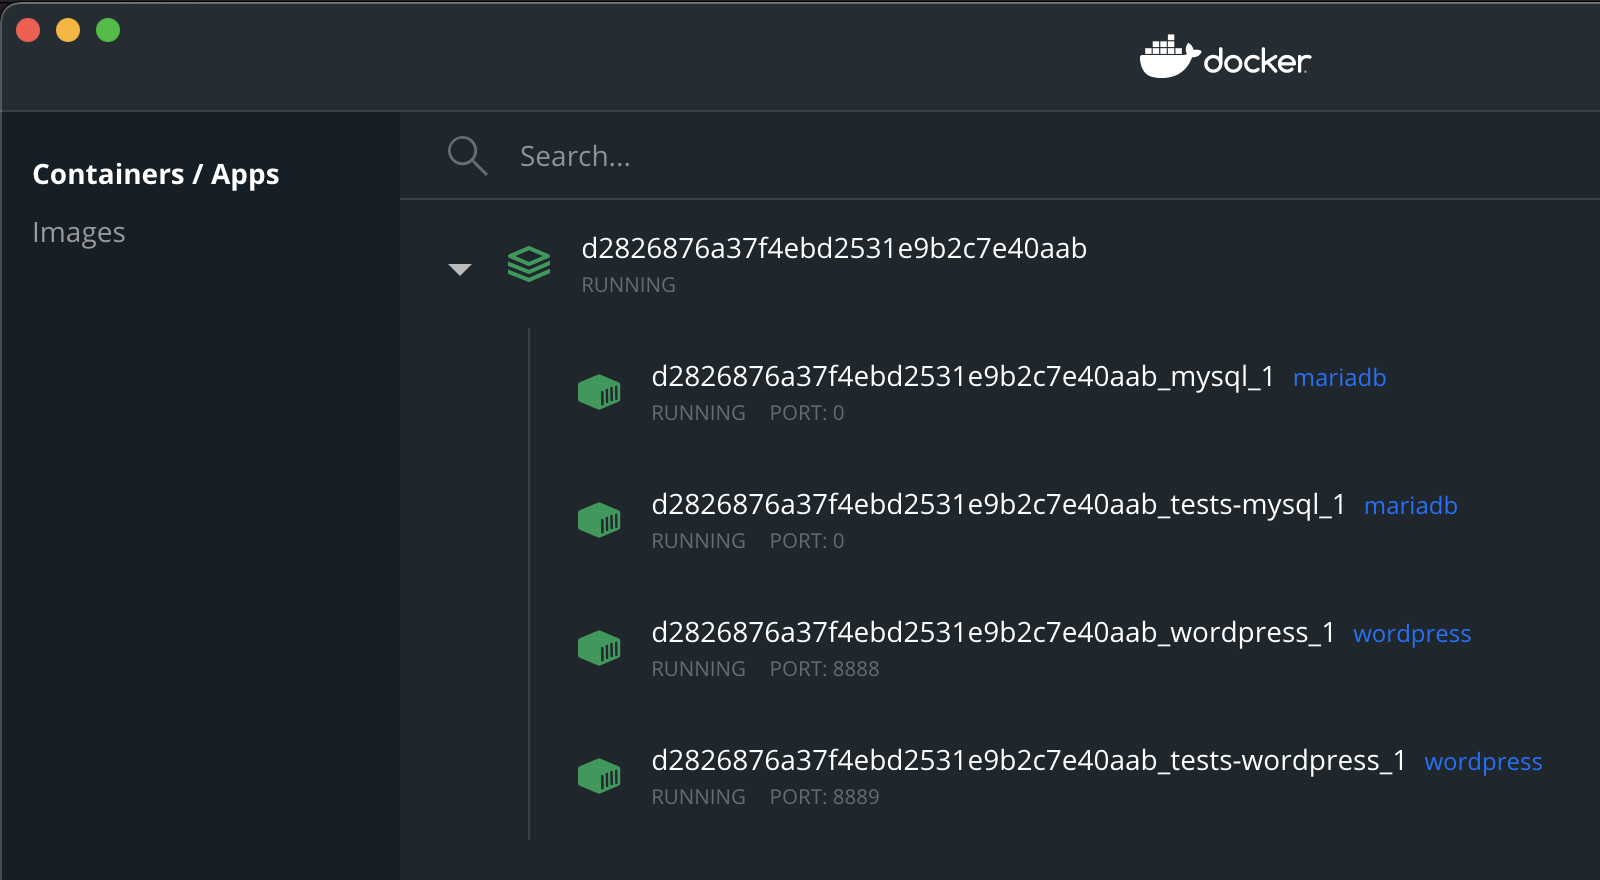 docker
Containers / Apps
Images
Search...
d2826876a37f4ebd2531e9b2c7e40aab
RUNNING
d2826876a37f4ebd2531e9b2c7e40aab_mysql_1 mariadb
RUNNING PORT: 0
d2826876a37f4ebd2531e9b2c7e40aab_tests-mysql_1 mariadb
RUNNING PORT: 0
d2826876a37f4ebd2531e9b2c7e40aab_wordpress_1 wordpress
RUNNING PORT: 8888
d2826876a37f4ebd2531e9b2c7e40aab_tests-wordpress_1 wordpress
RUNNING PORT: 8889